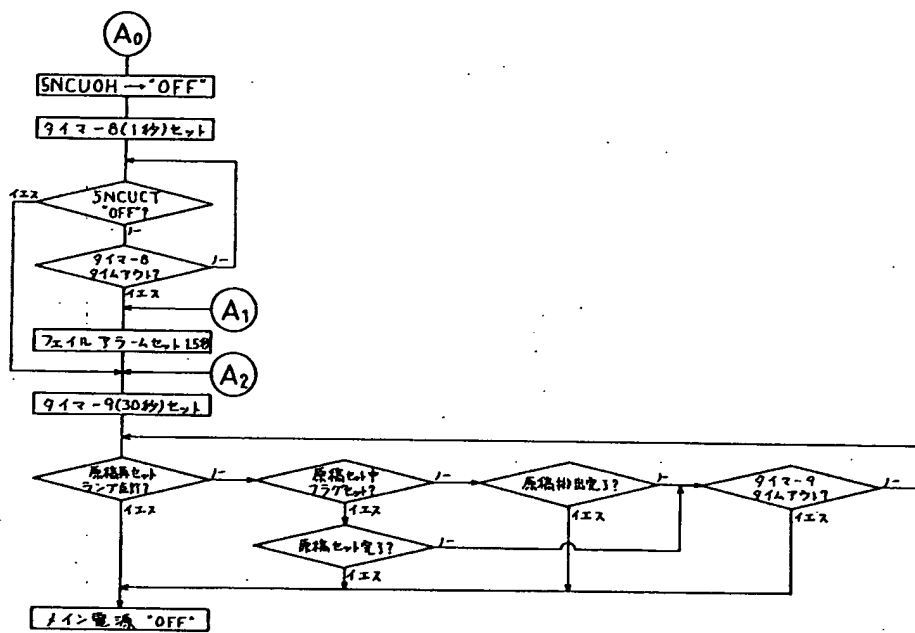 A0
SNCUOH → "OFF"
タイマー8(1秒)セット
イエス
SNCUCT
"OFF"?
ノー
タイマー8
タイムアウト?
ノー
イエス
A1
フェイルアラームセット1.5秒
A2
タイマー9(30秒)セット
原稿再セット
ランプ点灯?
ノー
イエス
原稿セット中
フラグセット?
ノー
イエス
原稿排出完了?
ノー
イエス
タイマー9
タイムアウト?
ノー
イエス
原稿セット完了?
ノー
イエス
メイン電源 "OFF"